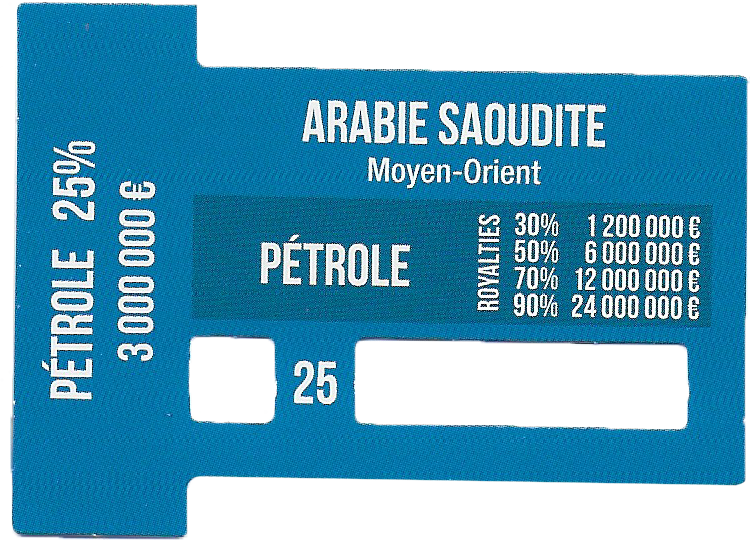 PÉTROLE 25%
3 000 000 €
ARABIE SAOUDITE
Moyen-Orient
PÉTROLE
ROYALTIES
30% 1 200 000 €
50% 6 000 000 €
70% 12 000 000 €
90% 24 000 000 €
25